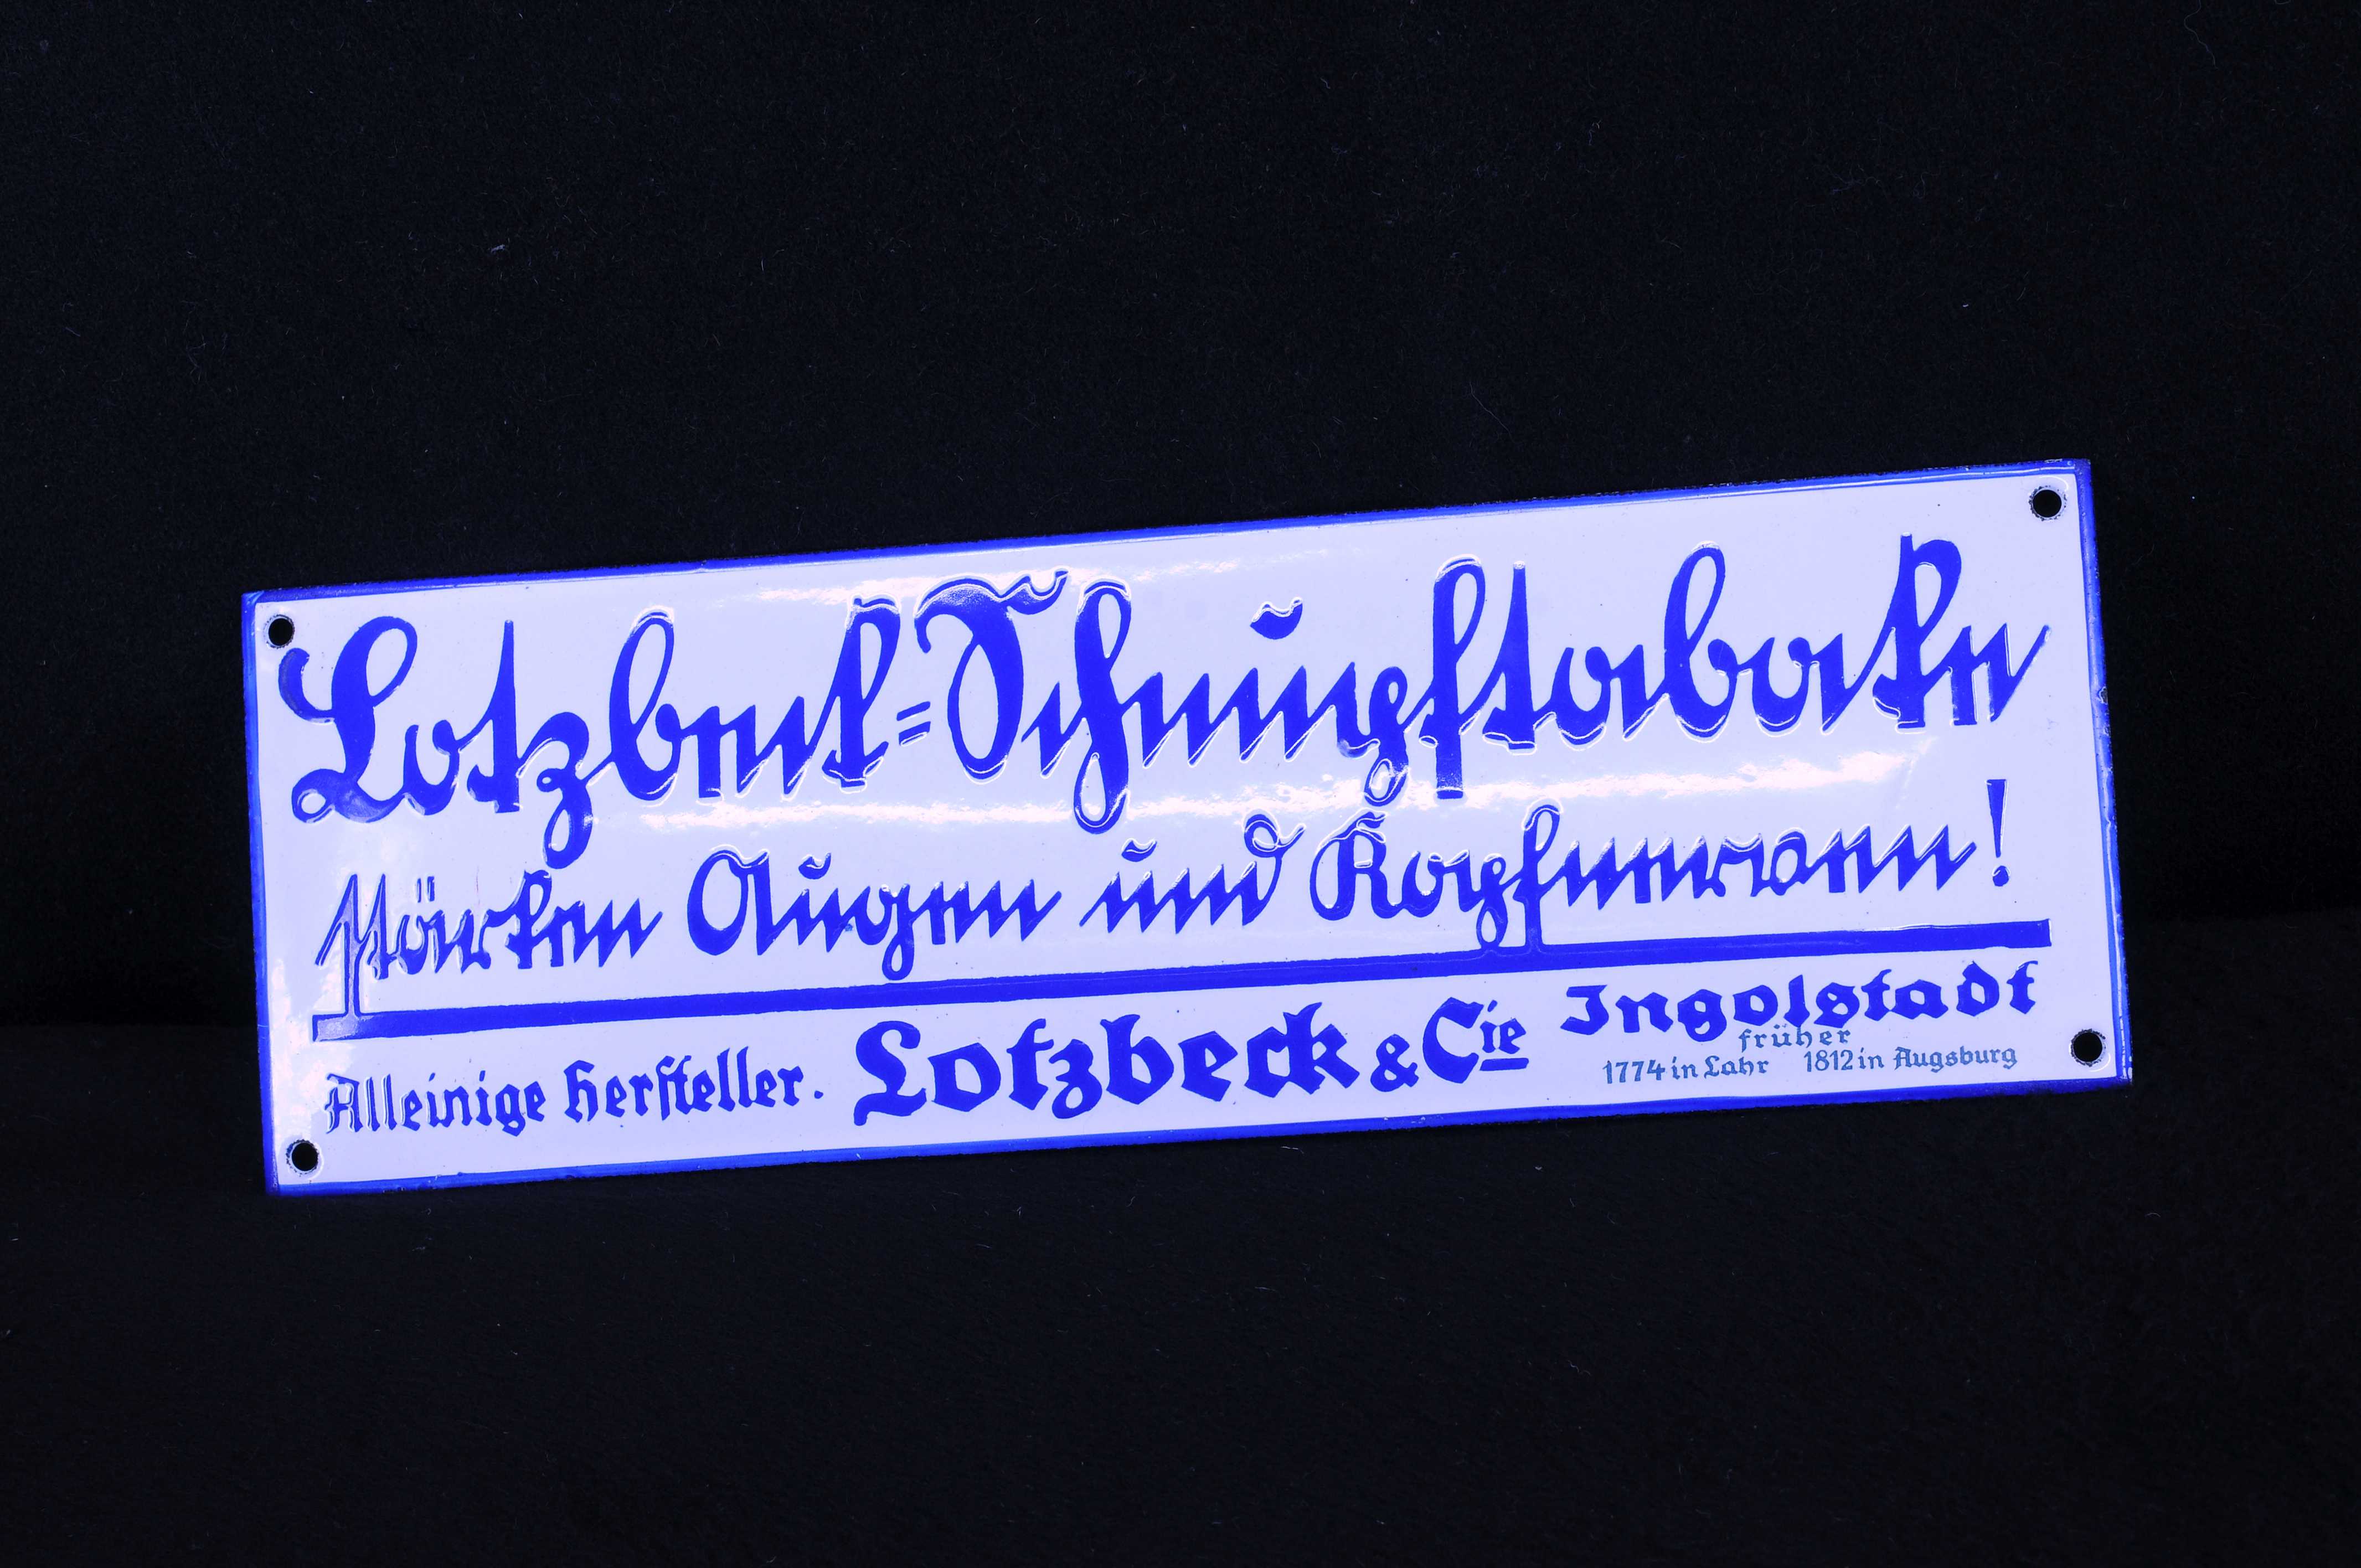 Lotzbeck=Schnupftabake
stärken Augen und Kopfnerven!
Alleinige Hersteller. Lotzbeck & Cie Ingolstadt
früher
1774 in Lahr 1812 in Augsburg